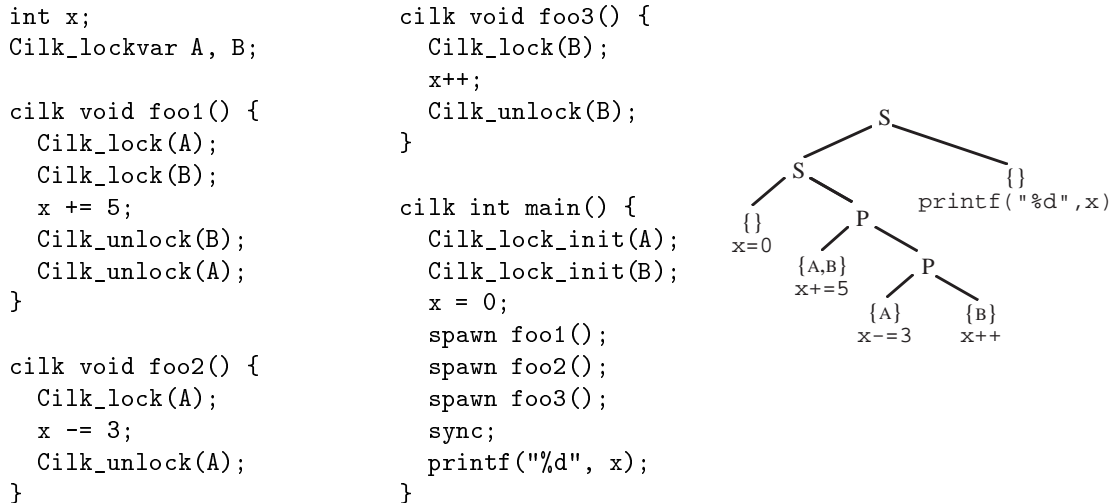 int x;
Cilk_lockvar A, B;
cilk void foo1() {
Cilk_lock(A);
Cilk_lock(B);
x += 5;
Cilk_unlock(B);
Cilk_unlock(A);
}
cilk void foo2() {
Cilk_lock(A);
x -= 3;
Cilk_unlock(A);
}
cilk void foo3() {
Cilk_lock(B);
x++;
Cilk_unlock(B);
}
cilk int main() {
Cilk_lock_init(A);
Cilk_lock_init(B);
x = 0;
spawn foo1();
spawn foo2();
spawn foo3();
sync;
printf("%d", x);
}
S
S
{}
printf("%d",x)
{}
x=0
P
{A,B}
x+=5
P
{A}
x-=3
{B}
x++